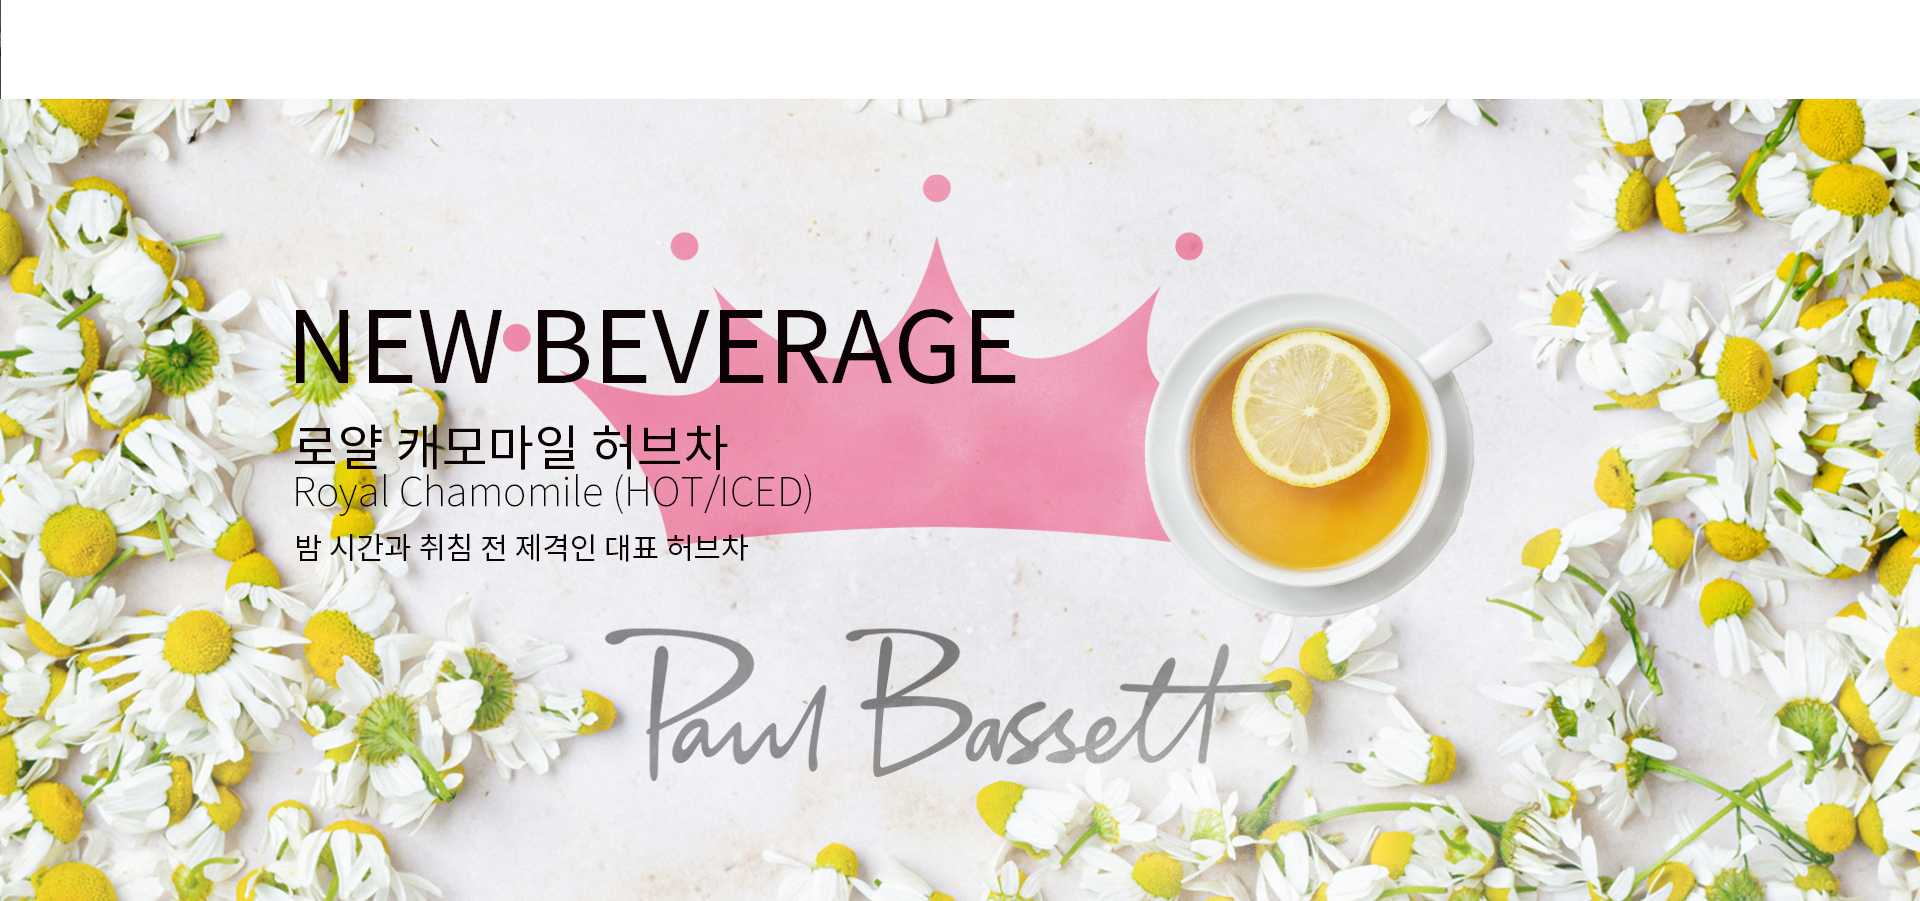 NEW BEVERAGE
로얄 캐모마일 허브차
Royal Chamomile (HOT/ICED)
밤 시간과 취침 전 제격인 대표 허브차
Paul Bassett